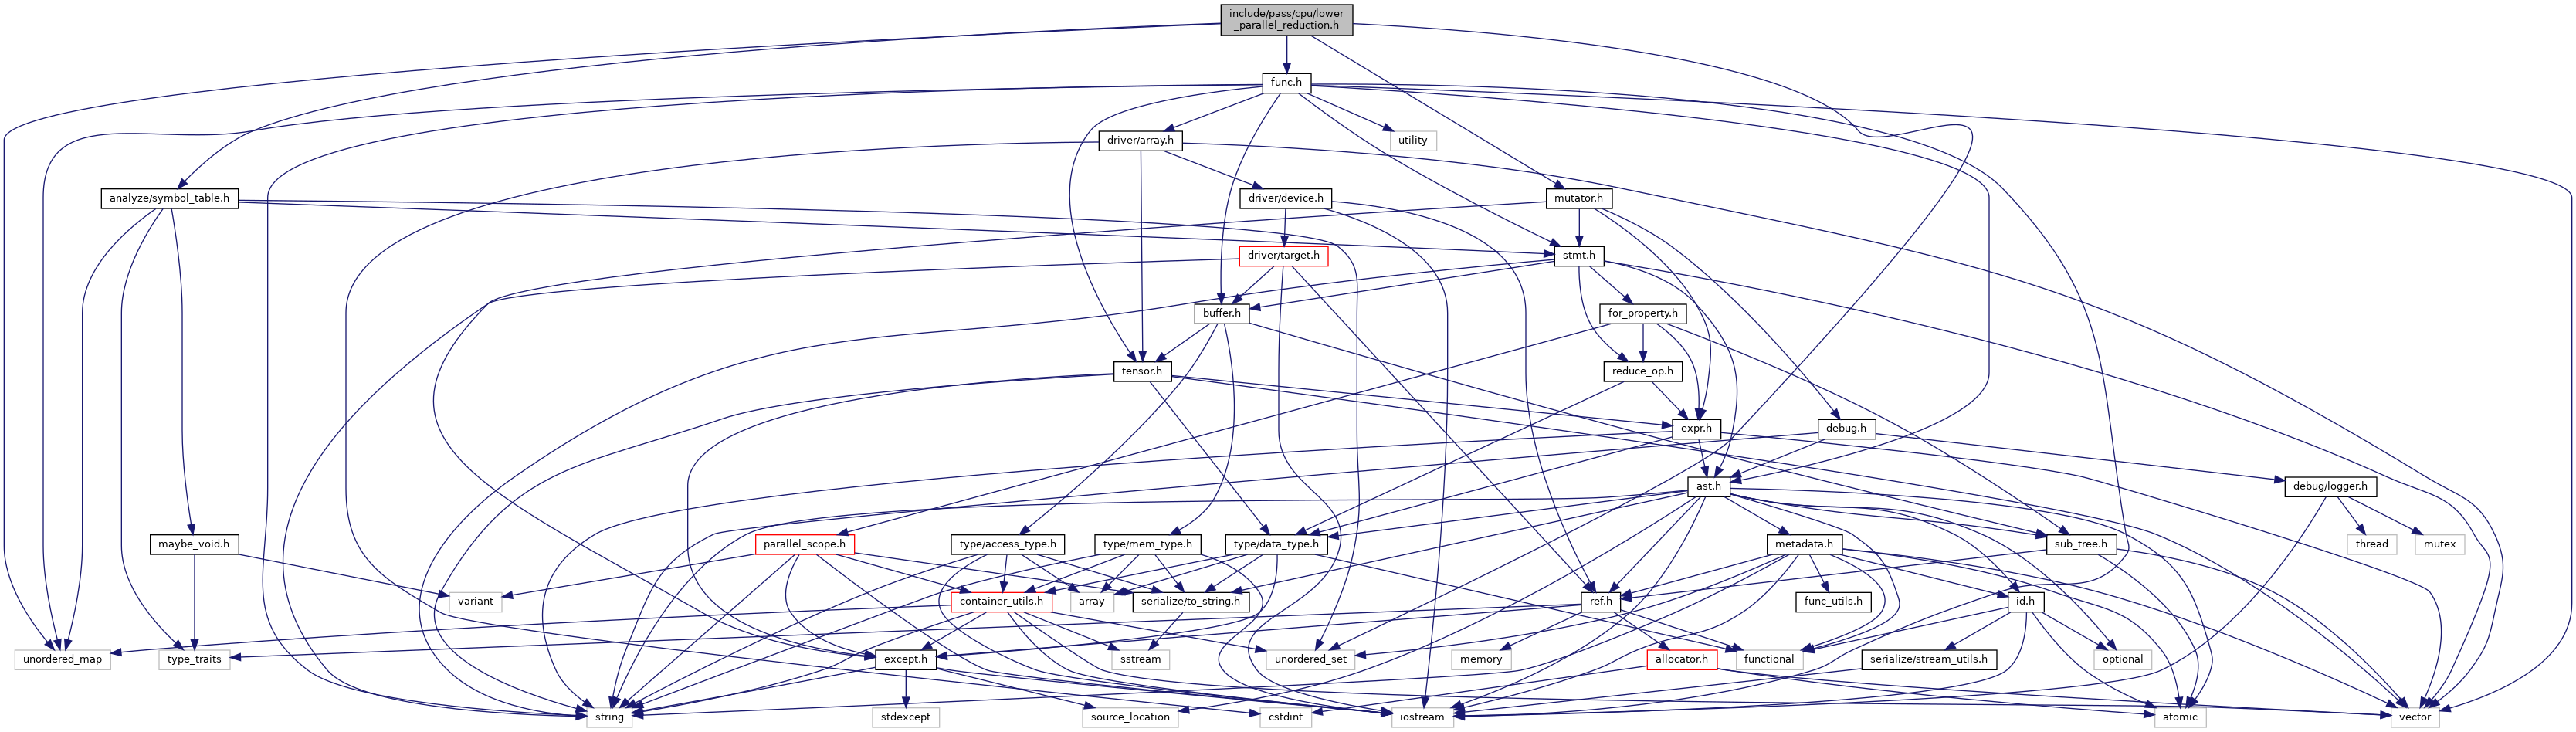 include/pass/cpu/lower
_parallel_reduction.h
func.h
driver/array.h
utility
analyze/symbol_table.h
driver/device.h
mutator.h
driver/target.h
stmt.h
buffer.h
for_property.h
tensor.h
reduce_op.h
expr.h
debug.h
ast.h
debug/logger.h
maybe_void.h
parallel_scope.h
type/access_type.h
type/mem_type.h
type/data_type.h
metadata.h
sub_tree.h
thread
mutex
variant
container_utils.h
array
serialize/to_string.h
ref.h
func_utils.h
id.h
unordered_map
type_traits
except.h
sstream
unordered_set
memory
allocator.h
functional
serialize/stream_utils.h
optional
string
stdexcept
source_location
cstdint
iostream
atomic
vector